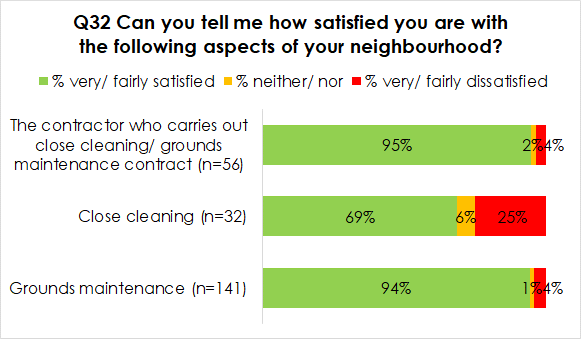 Q32 Can you tell me how satisfied you are with
the following aspects of your neighbourhood?
% very/ fairly satisfied % neither/ nor % very/ fairly dissatisfied
The contractor who carries out
close cleaning/ grounds
maintenance contract (n=56)
95% 2% 4%
Close cleaning (n=32) 69% 6% 25%
Grounds maintenance (n=141) 94% 1% 4%